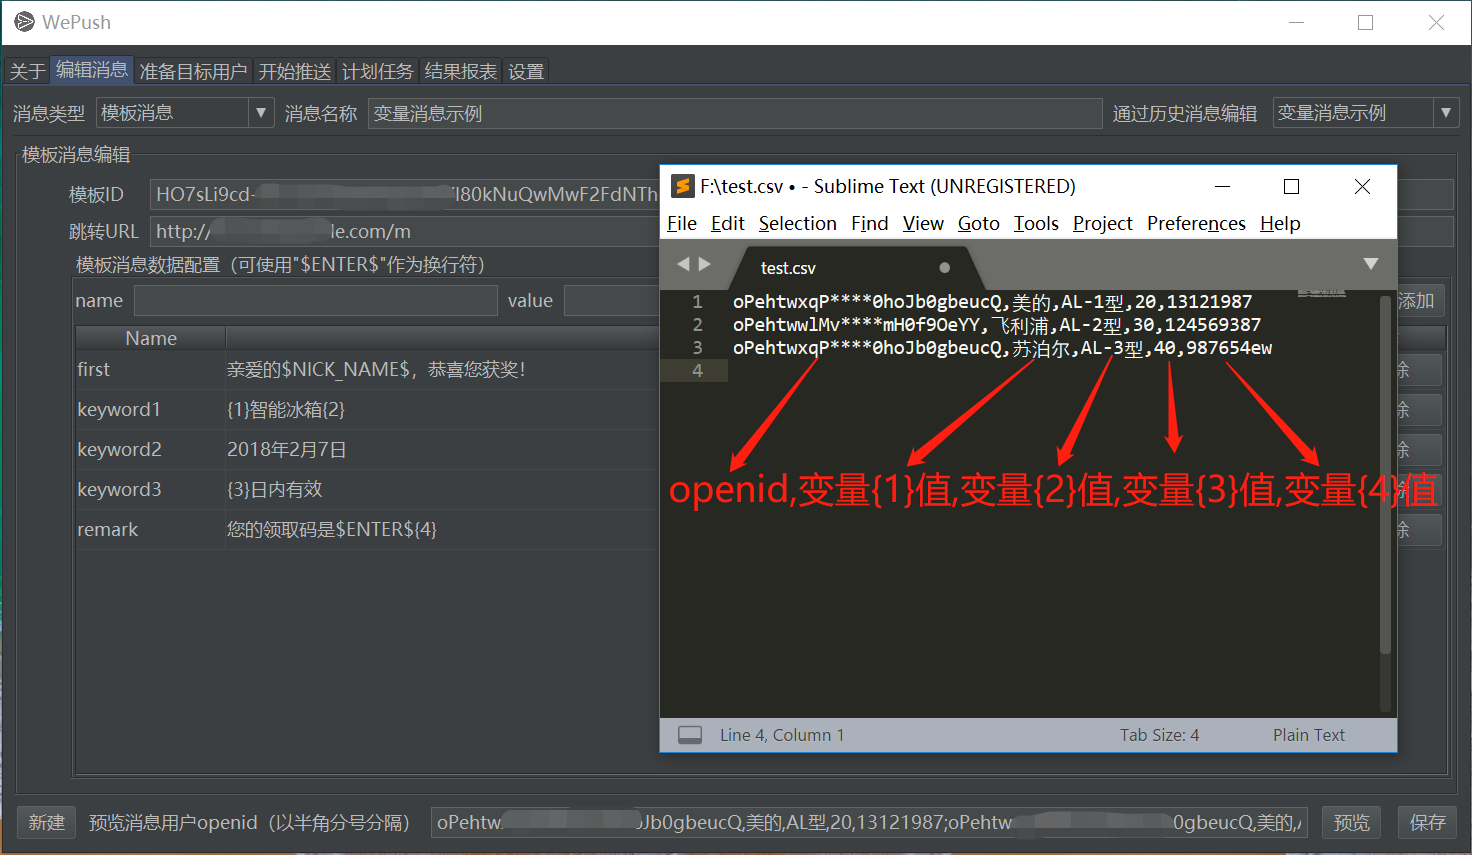 WePush
关于 编辑消息 准备目标用户 开始推送 计划任务 结果报表 设置
消息类型 模板消息 消息名称 变量消息示例 通过历史消息编辑 变量消息示例
模板消息编辑
模板ID HO7sLi9cd- I80kNuQwMwF2FdNTh
跳转URL http:/ le.com/m
模板消息数据配置（可使用"$ENTER$"作为换行符）
name value 添加
Name
first 亲爱的$NICK_NAME$，恭喜您获奖！ 除
keyword1 {1}智能冰箱{2} 除
keyword2 2018年2月7日 除
keyword3 {3}日内有效
remark 您的领取码是$ENTER${4} 除
F:\test.csv • - Sublime Text (UNREGISTERED)
File Edit Selection Find View Goto Tools Project Preferences Help
test.csv
1 oPehtwxqP****0hoJb0gbeucQ,美的,AL-1型,20,13121987
2 oPehtwwlMv****mH0f9OeYY,飞利浦,AL-2型,30,124569387
3 oPehtwxqP****0hoJb0gbeucQ,苏泊尔,AL-3型,40,987654ew
4
openid,变量{1}值,变量{2}值,变量{3}值,变量{4}值
Line 4, Column 1 Tab Size: 4 Plain Text
新建 预览消息用户openid（以半角分号分隔） oPehtw Jb0gbeucQ,美的,AL型,20,13121987;oPehtw 0gbeucQ,美的, 预览 保存